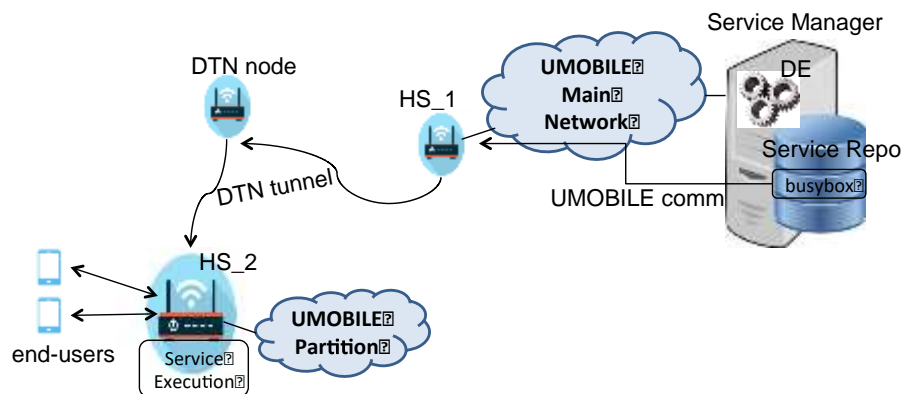 Service Manager
DE
Service Repo
busybox
UMOBILE
Main
Network
HS_1
DTN node
DTN tunnel
UMOBILE comm
HS_2
UMOBILE
Partition
end-users
Service
Execution